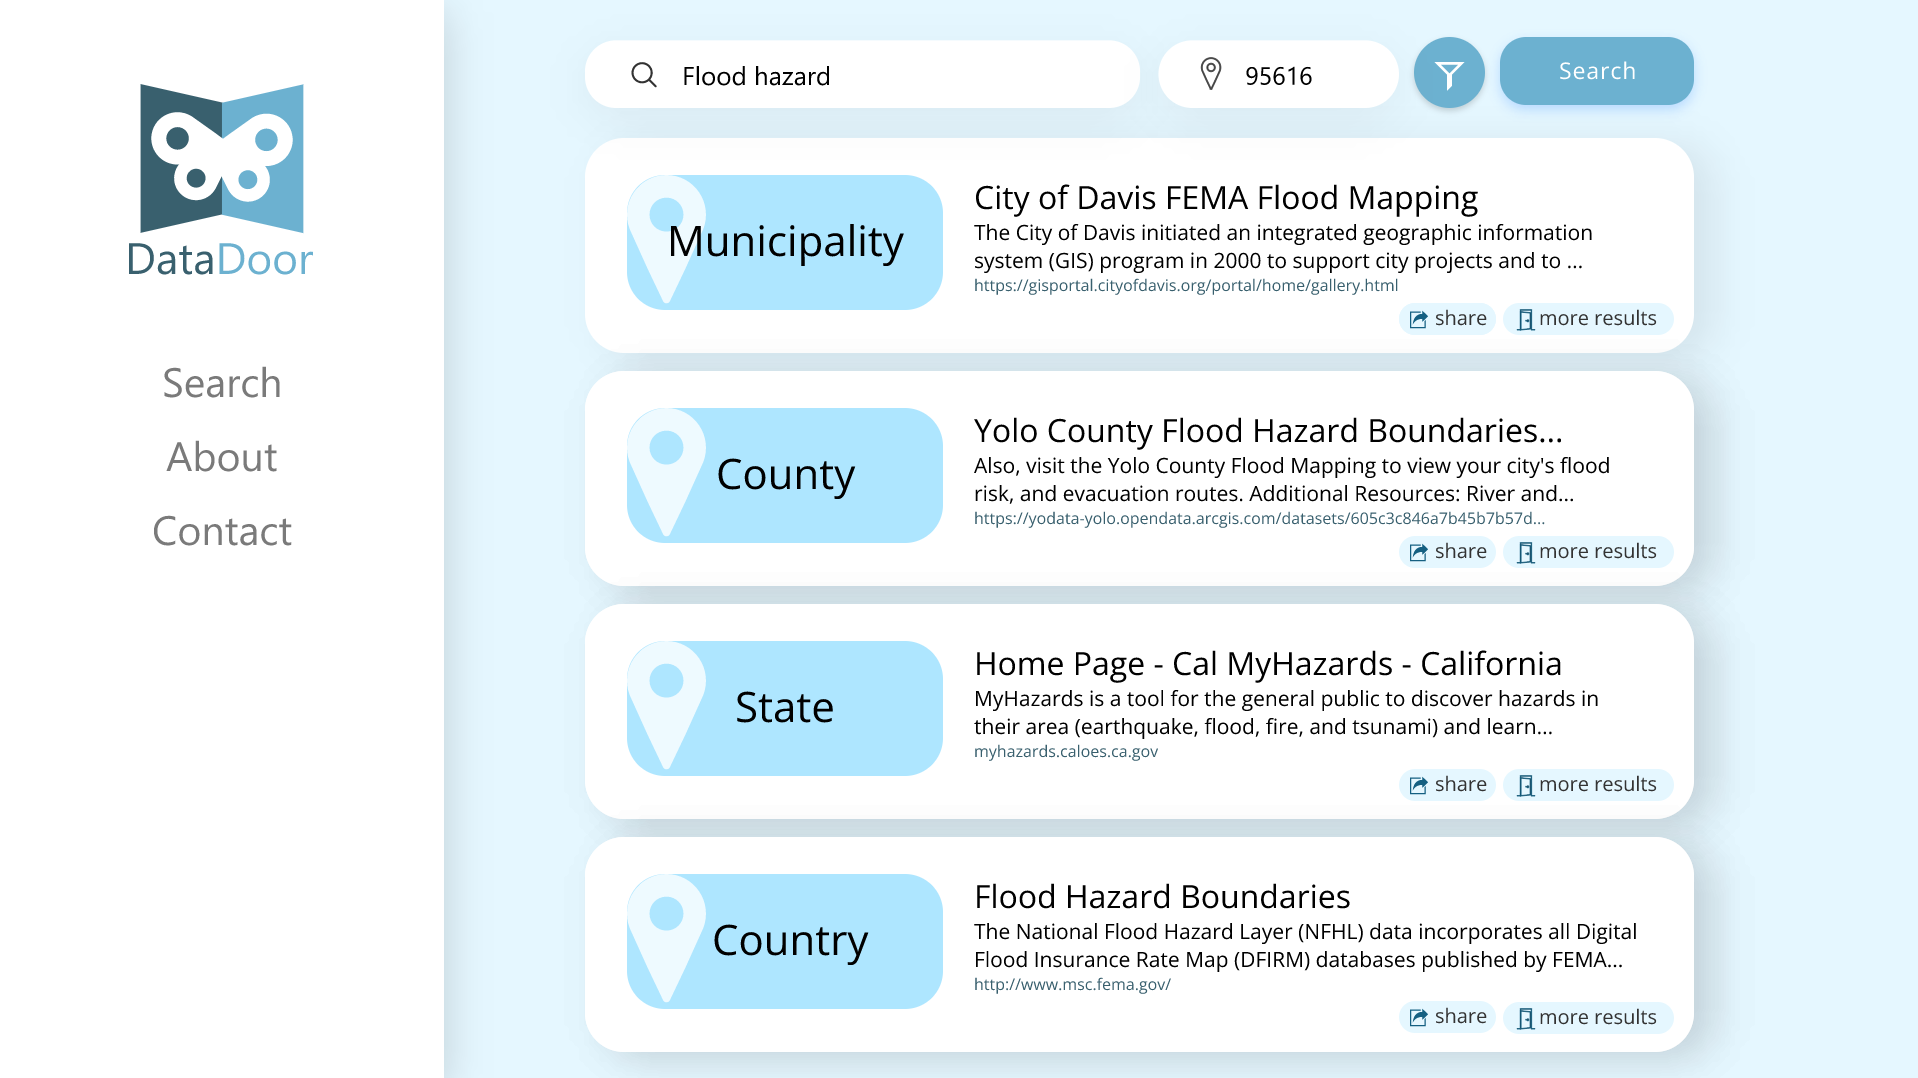 DataDoor
Search
About
Contact
Flood hazard
95616
Search
Municipality
City of Davis FEMA Flood Mapping
The City of Davis initiated an integrated geographic information
system (GIS) program in 2000 to support city projects and to ...
https://gisportal.cityofdavis.org/portal/home/gallery.html
share
more results
County
Yolo County Flood Hazard Boundaries...
Also, visit the Yolo County Flood Mapping to view your city's flood
risk, and evacuation routes. Additional Resources: River and...
https://yodata-yolo.opendata.arcgis.com/datasets/605c3c846a7b45b7b57d...
share
more results
State
Home Page - Cal MyHazards - California
MyHazards is a tool for the general public to discover hazards in
their area (earthquake, flood, fire, and tsunami) and learn...
myhazards.caloes.ca.gov
share
more results
Country
Flood Hazard Boundaries
The National Flood Hazard Layer (NFHL) data incorporates all Digital
Flood Insurance Rate Map (DFIRM) databases published by FEMA...
http://www.msc.fema.gov/
share
more results